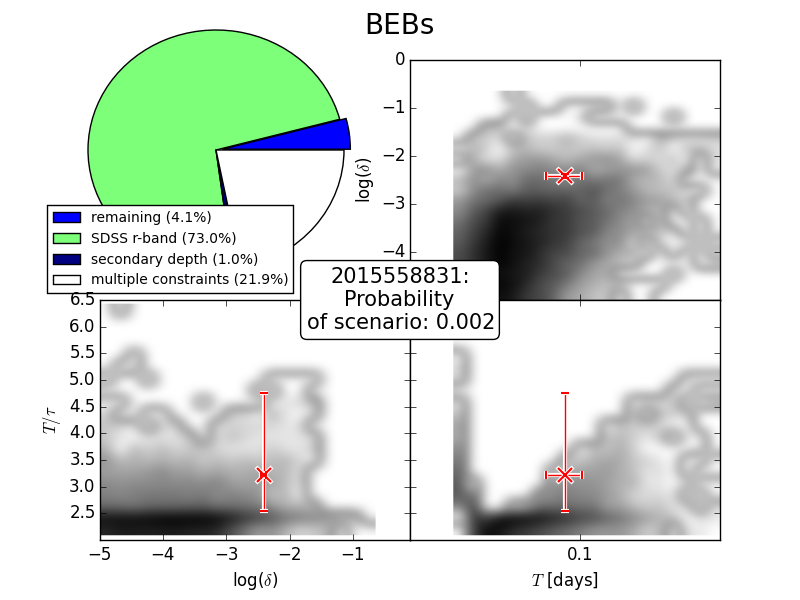 BEBs
remaining (4.1%)
SDSS r-band (73.0%)
secondary depth (1.0%)
multiple constraints (21.9%)
0
−1
−2
−3
−4
log(δ)
2015558831:
Probability
of scenario: 0.002
6.5
6.0
5.5
5.0
4.5
4.0
3.5
3.0
2.5
T/τ
−5 −4 −3 −2 −1
log(δ)
0.1
T [days]